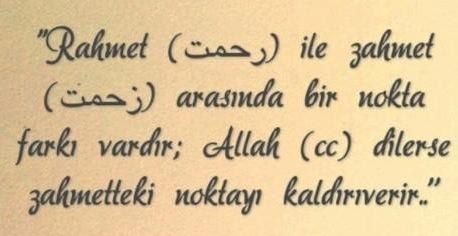 "Rahmet (رحمت) ile zahmet
(زحمت) arasında bir nokta
farkı vardır; Allah (cc) dilerse
zahmetteki noktayı kaldırıverir.."